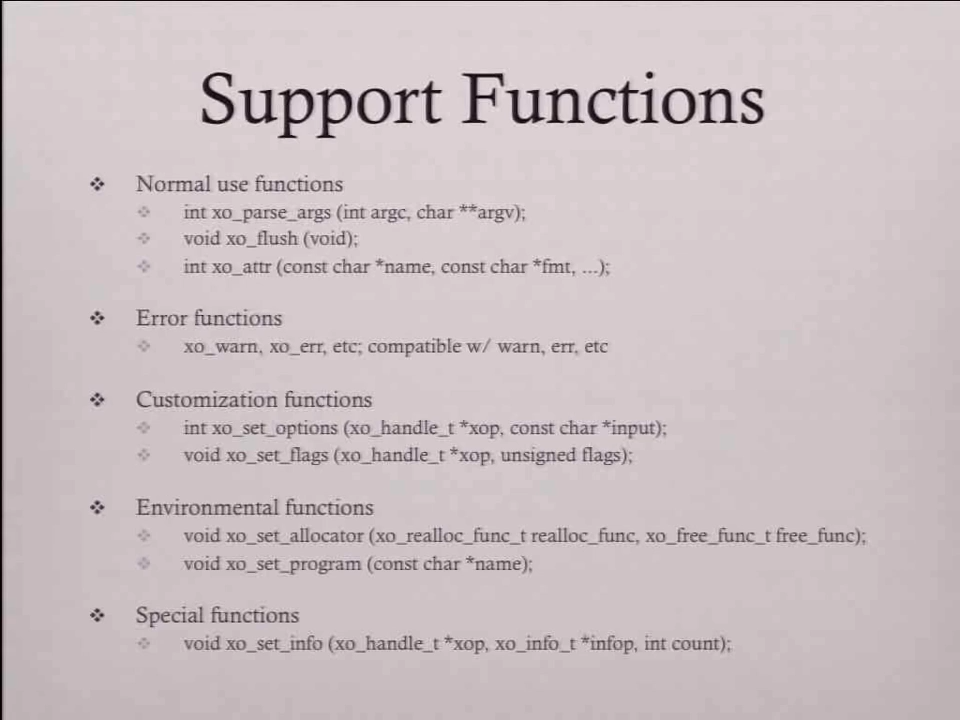 Support Functions
Normal use functions
int xo_parse_args (int argc, char **argv);
void xo_flush (void);
int xo_attr (const char *name, const char *fmt, ...);
Error functions
xo_warn, xo_err, etc; compatible w/ warn, err, etc
Customization functions
int xo_set_options (xo_handle_t *xop, const char *input);
void xo_set_flags (xo_handle_t *xop, unsigned flags);
Environmental functions
void xo_set_allocator (xo_realloc_func_t realloc_func, xo_free_func_t free_func);
void xo_set_program (const char *name);
Special functions
void xo_set_info (xo_handle_t *xop, xo_info_t *infop, int count);